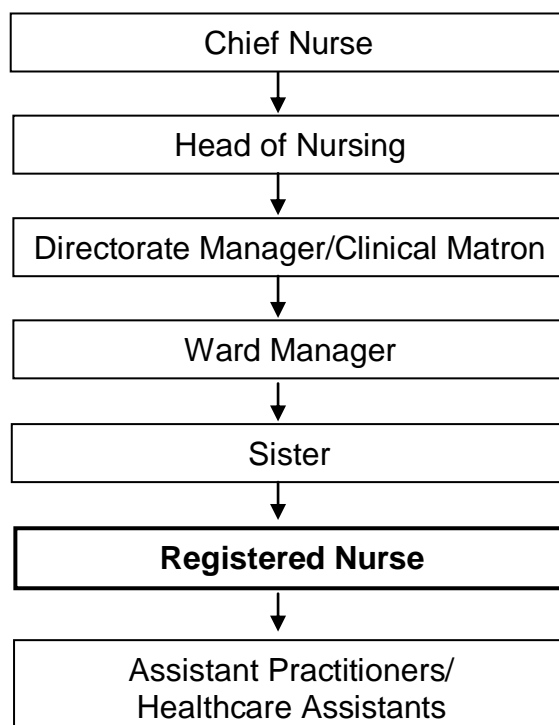 Chief Nurse
Head of Nursing
Directorate Manager/Clinical Matron
Ward Manager
Sister
Registered Nurse
Assistant Practitioners/
Healthcare Assistants